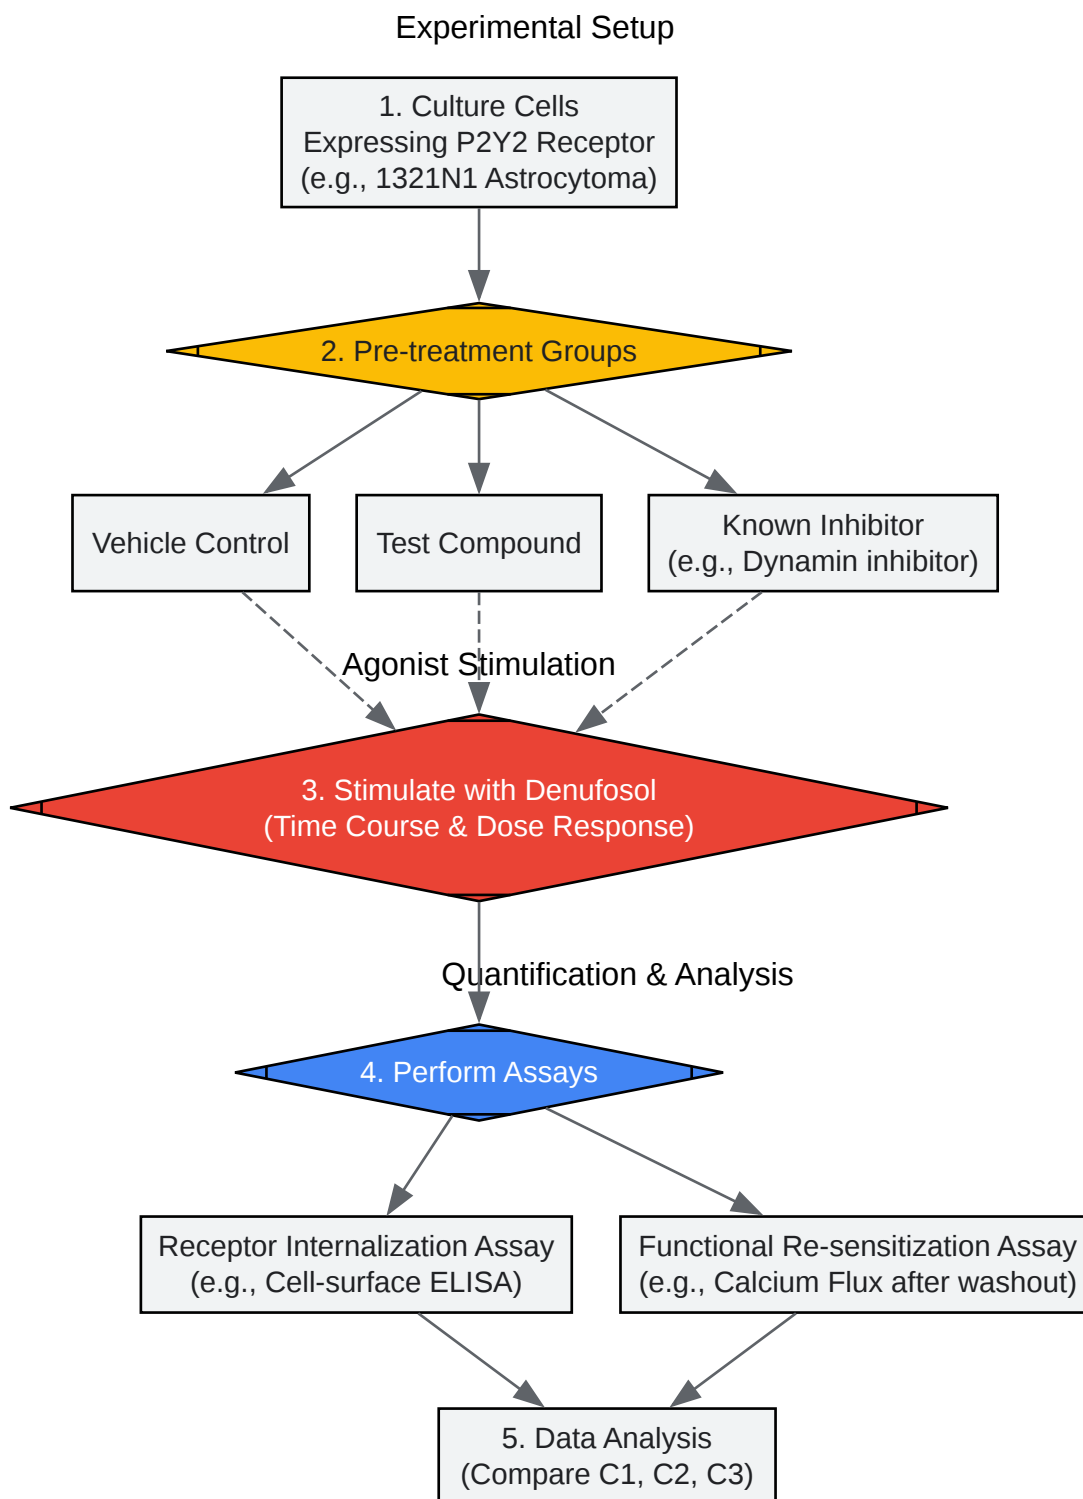 Experimental Setup
1. Culture Cells
Expressing P2Y2 Receptor
(e.g., 1321N1 Astrocytoma)
2. Pre-treatment Groups
Vehicle Control
Test Compound
Known Inhibitor
(e.g., Dynamin inhibitor)
Agonist Stimulation
3. Stimulate with Denufosol
(Time Course & Dose Response)
Quantification & Analysis
4. Perform Assays
Receptor Internalization Assay
(e.g., Cell-surface ELISA)
Functional Re-sensitization Assay
(e.g., Calcium Flux after washout)
5. Data Analysis
(Compare C1, C2, C3)